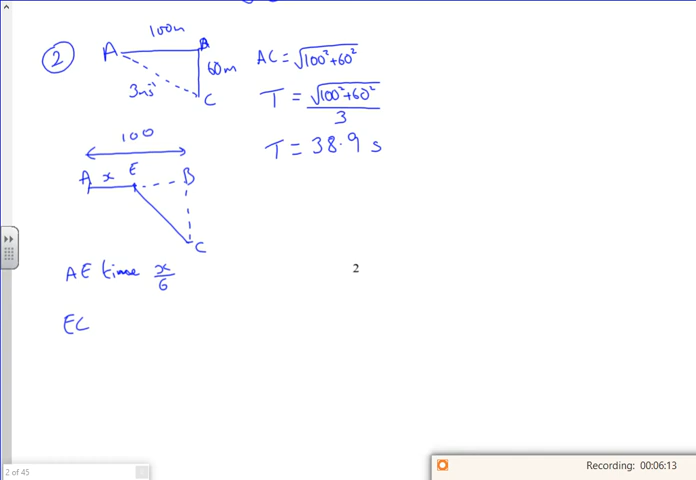 2
100m
A
B
60m
3ms⁻¹
C
AC = √100²+60²
T = √100²+60²
3
T = 38.9 s
100
A x E B
C
AE time x/6
EC
2
2 of 45
Recording: 00:06:13